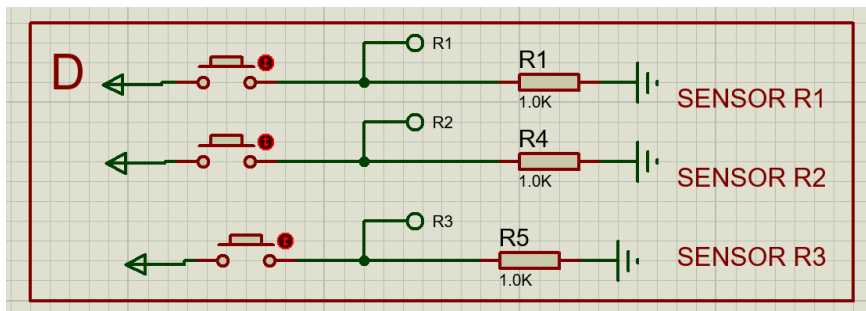 D
R1
R1
1.0K
SENSOR R1
R2
R4
1.0K
SENSOR R2
R3
R5
1.0K
SENSOR R3